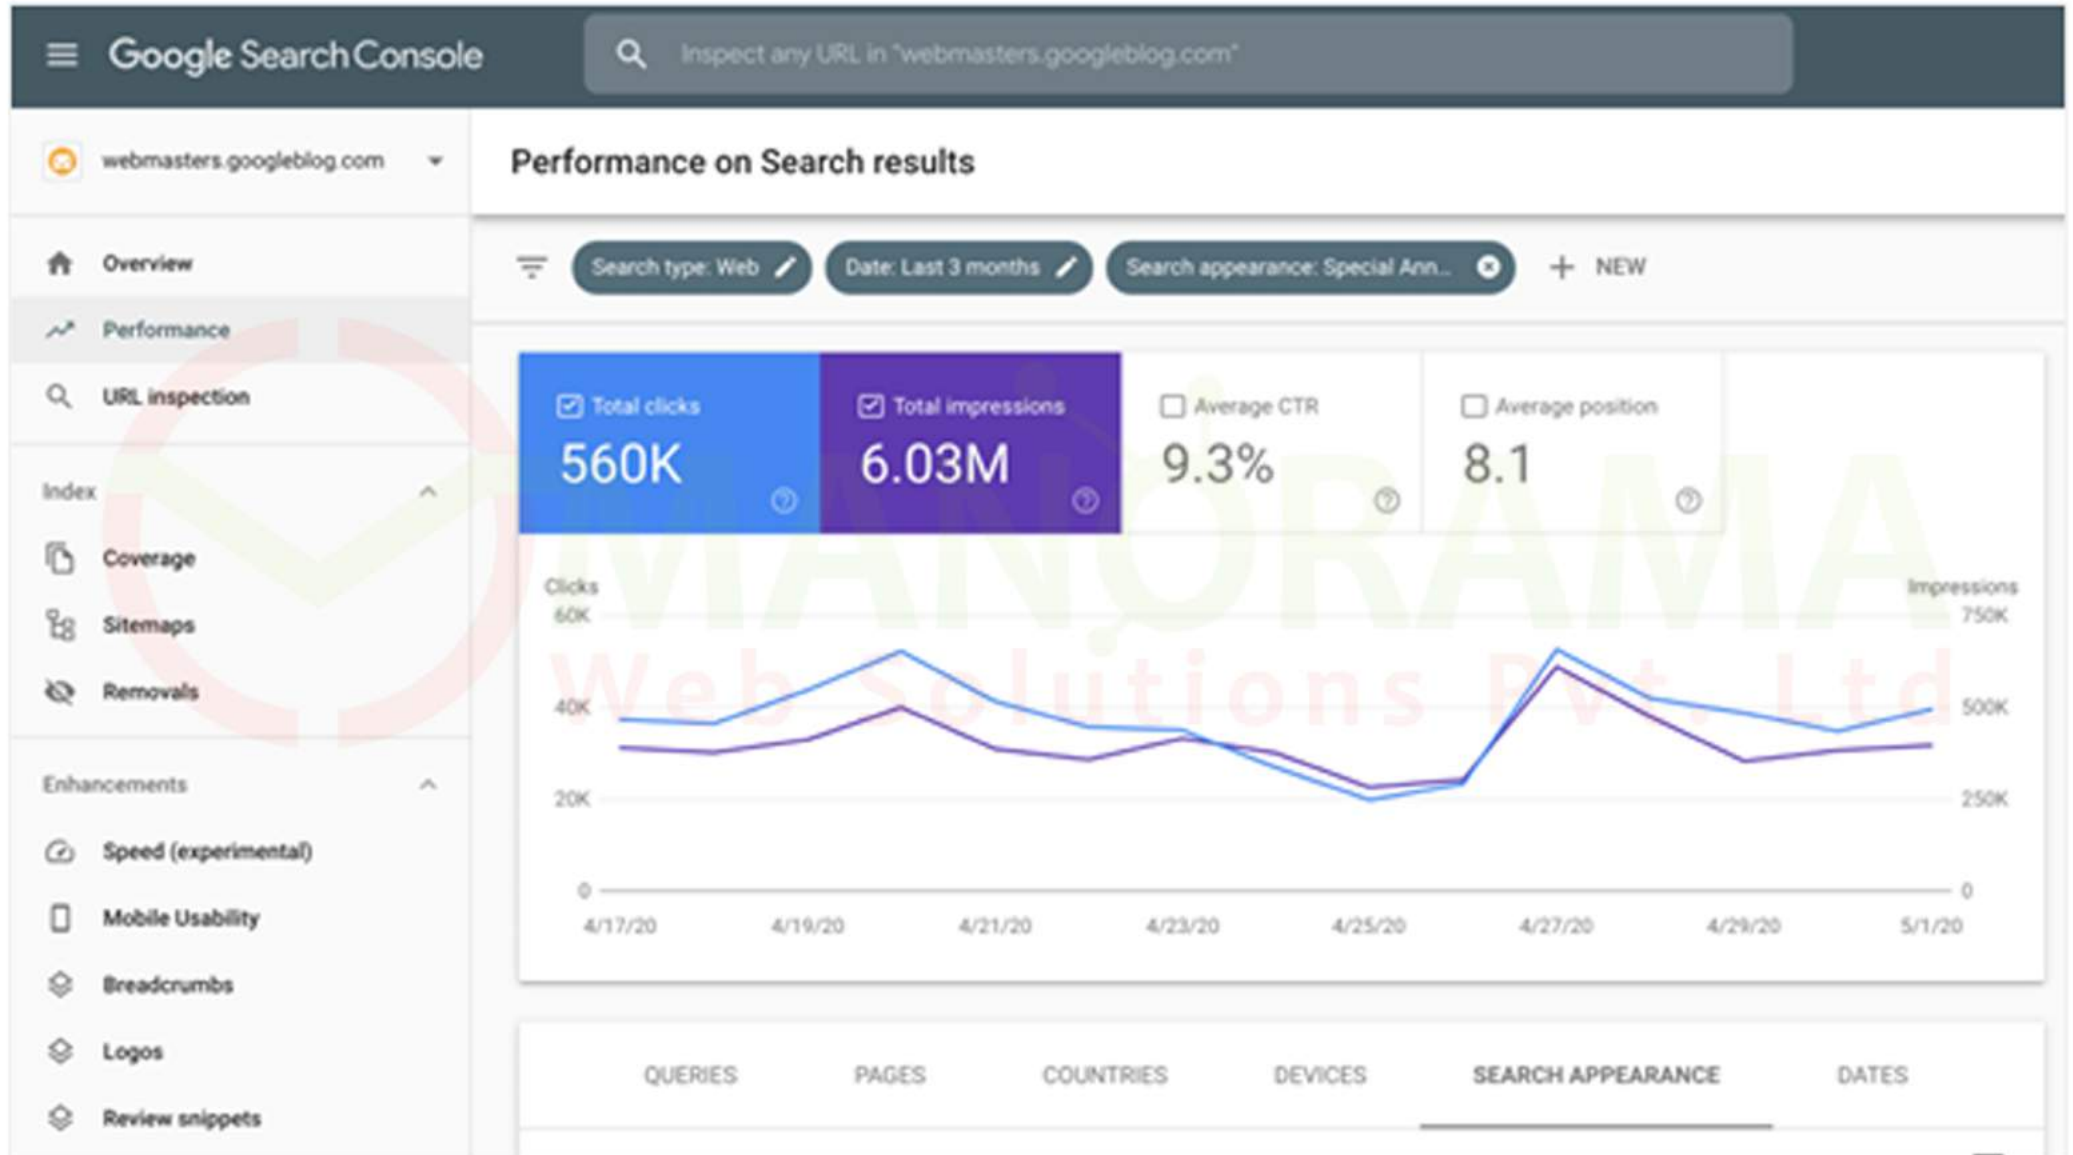 Google Search Console
Inspect any URL in "webmasters.googleblog.com"
webmasters.googleblog.com
Overview
Performance
URL inspection
Index
Coverage
Sitemaps
Removals
Enhancements
Speed (experimental)
Mobile Usability
Breadcrumbs
Logos
Review snippets
Performance on Search results
Search type: Web
Date: Last 3 months
Search appearance: Special Ann...
+ NEW
Total clicks
560K
Total impressions
6.03M
Average CTR
9.3%
Average position
8.1
Clicks
60K
40K
20K
0
Impressions
750K
500K
250K
0
4/17/20 4/19/20 4/21/20 4/23/20 4/25/20 4/27/20 4/29/20 5/1/20
MANORAMA
Web Solutions Pvt. Ltd
QUERIES PAGES COUNTRIES DEVICES SEARCH APPEARANCE DATES